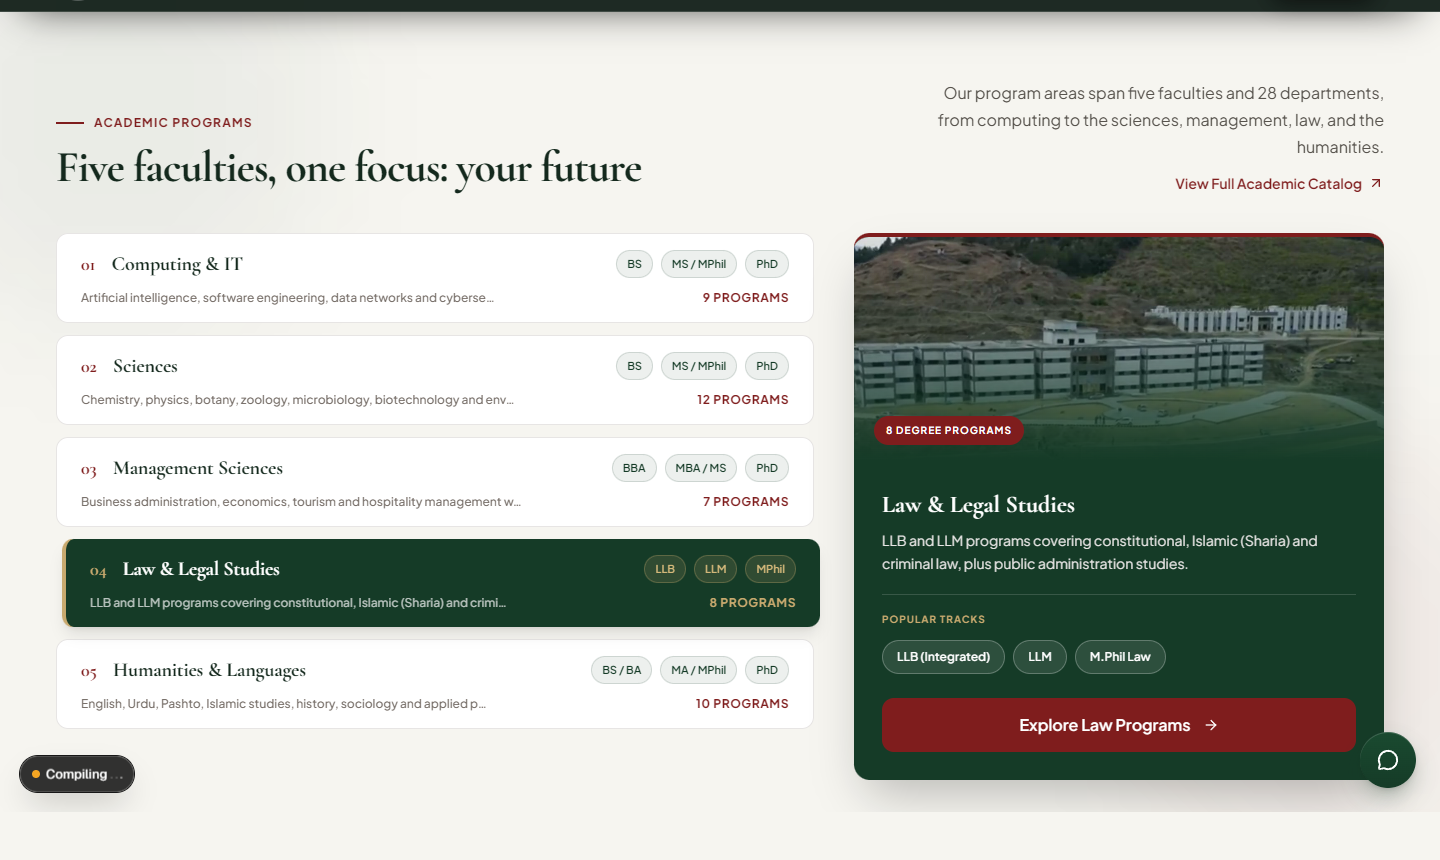 ACADEMIC PROGRAMS
Five faculties, one focus: your future
Our program areas span five faculties and 28 departments,
from computing to the sciences, management, law, and the
humanities.
View Full Academic Catalog
01 Computing & IT BS MS / MPhil PhD
Artificial intelligence, software engineering, data networks and cyberse... 9 PROGRAMS
02 Sciences BS MS / MPhil PhD
Chemistry, physics, botany, zoology, microbiology, biotechnology and env... 12 PROGRAMS
03 Management Sciences BBA MBA / MS PhD
Business administration, economics, tourism and hospitality management w... 7 PROGRAMS
04 Law & Legal Studies LLB LLM MPhil
LLB and LLM programs covering constitutional, Islamic (Sharia) and crimi... 8 PROGRAMS
05 Humanities & Languages BS / BA MA / MPhil PhD
English, Urdu, Pashto, Islamic studies, history, sociology and applied p... 10 PROGRAMS
8 DEGREE PROGRAMS
Law & Legal Studies
LLB and LLM programs covering constitutional, Islamic (Sharia) and
criminal law, plus public administration studies.
POPULAR TRACKS
LLB (Integrated) LLM M.Phil Law
Explore Law Programs
Compiling ...